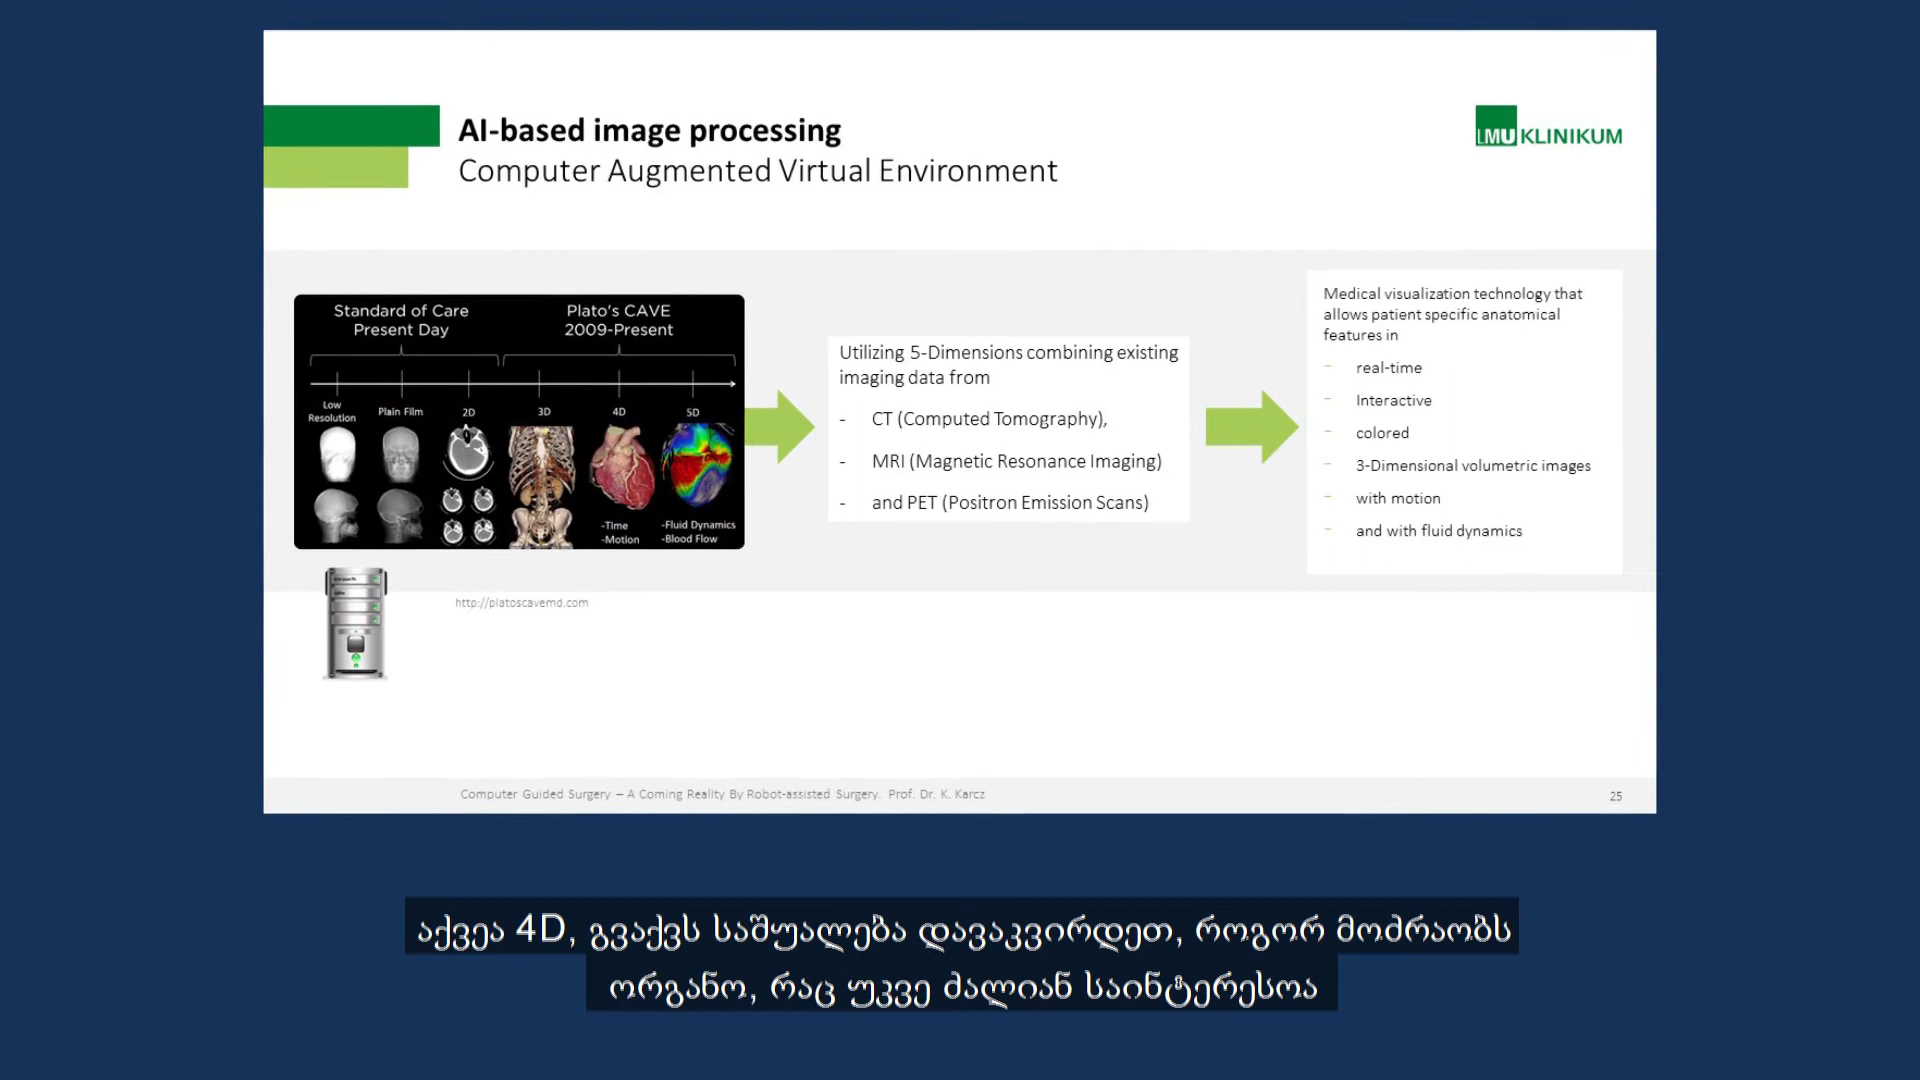 AI-based image processing
Computer Augmented Virtual Environment
LMU KLINIKUM
Standard of Care
Present Day
Plato's CAVE
2009-Present
Low
Resolution
Plain Film
2D
3D
4D
5D
-Time
-Motion
-Fluid Dynamics
-Blood Flow
Utilizing 5-Dimensions combining existing
imaging data from
- CT (Computed Tomography),
- MRI (Magnetic Resonance Imaging)
- and PET (Positron Emission Scans)
Medical visualization technology that
allows patient specific anatomical
features in
− real-time
− Interactive
− colored
− 3-Dimensional volumetric images
− with motion
− and with fluid dynamics
http://platoscavemd.com
Computer Guided Surgery – A Coming Reality By Robot-assisted Surgery. Prof. Dr. K. Karcz
25
აქვეა 4D, გვაქვს საშუალება დავაკვირდეთ, როგორ მოძრაობს
ორგანო, რაც უკვე ძალიან საინტერესოა